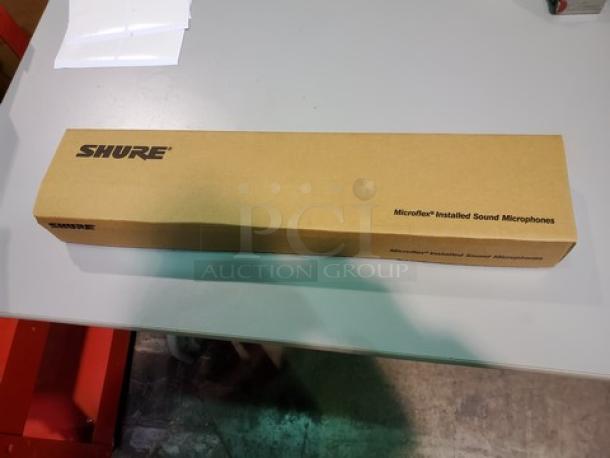 SHURE®
Microflex® Installed Sound Microphones
SHURE
Microflex® Installed Sound Microphones
PCi
AUCTION GROUP